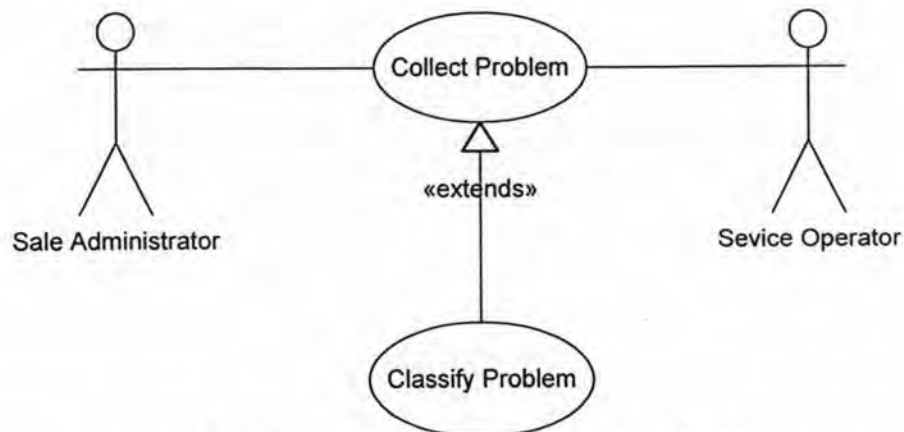 Collect Problem
«extends»
Sale Administrator
Sevice Operator
Classify Problem